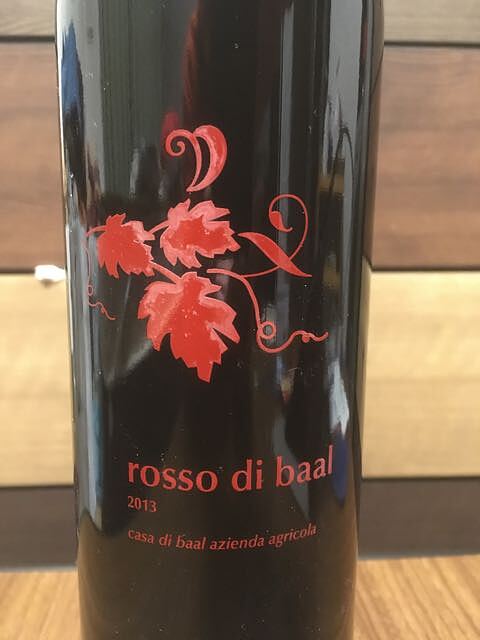 rosso di baal
2013
casa di baal azienda agricola